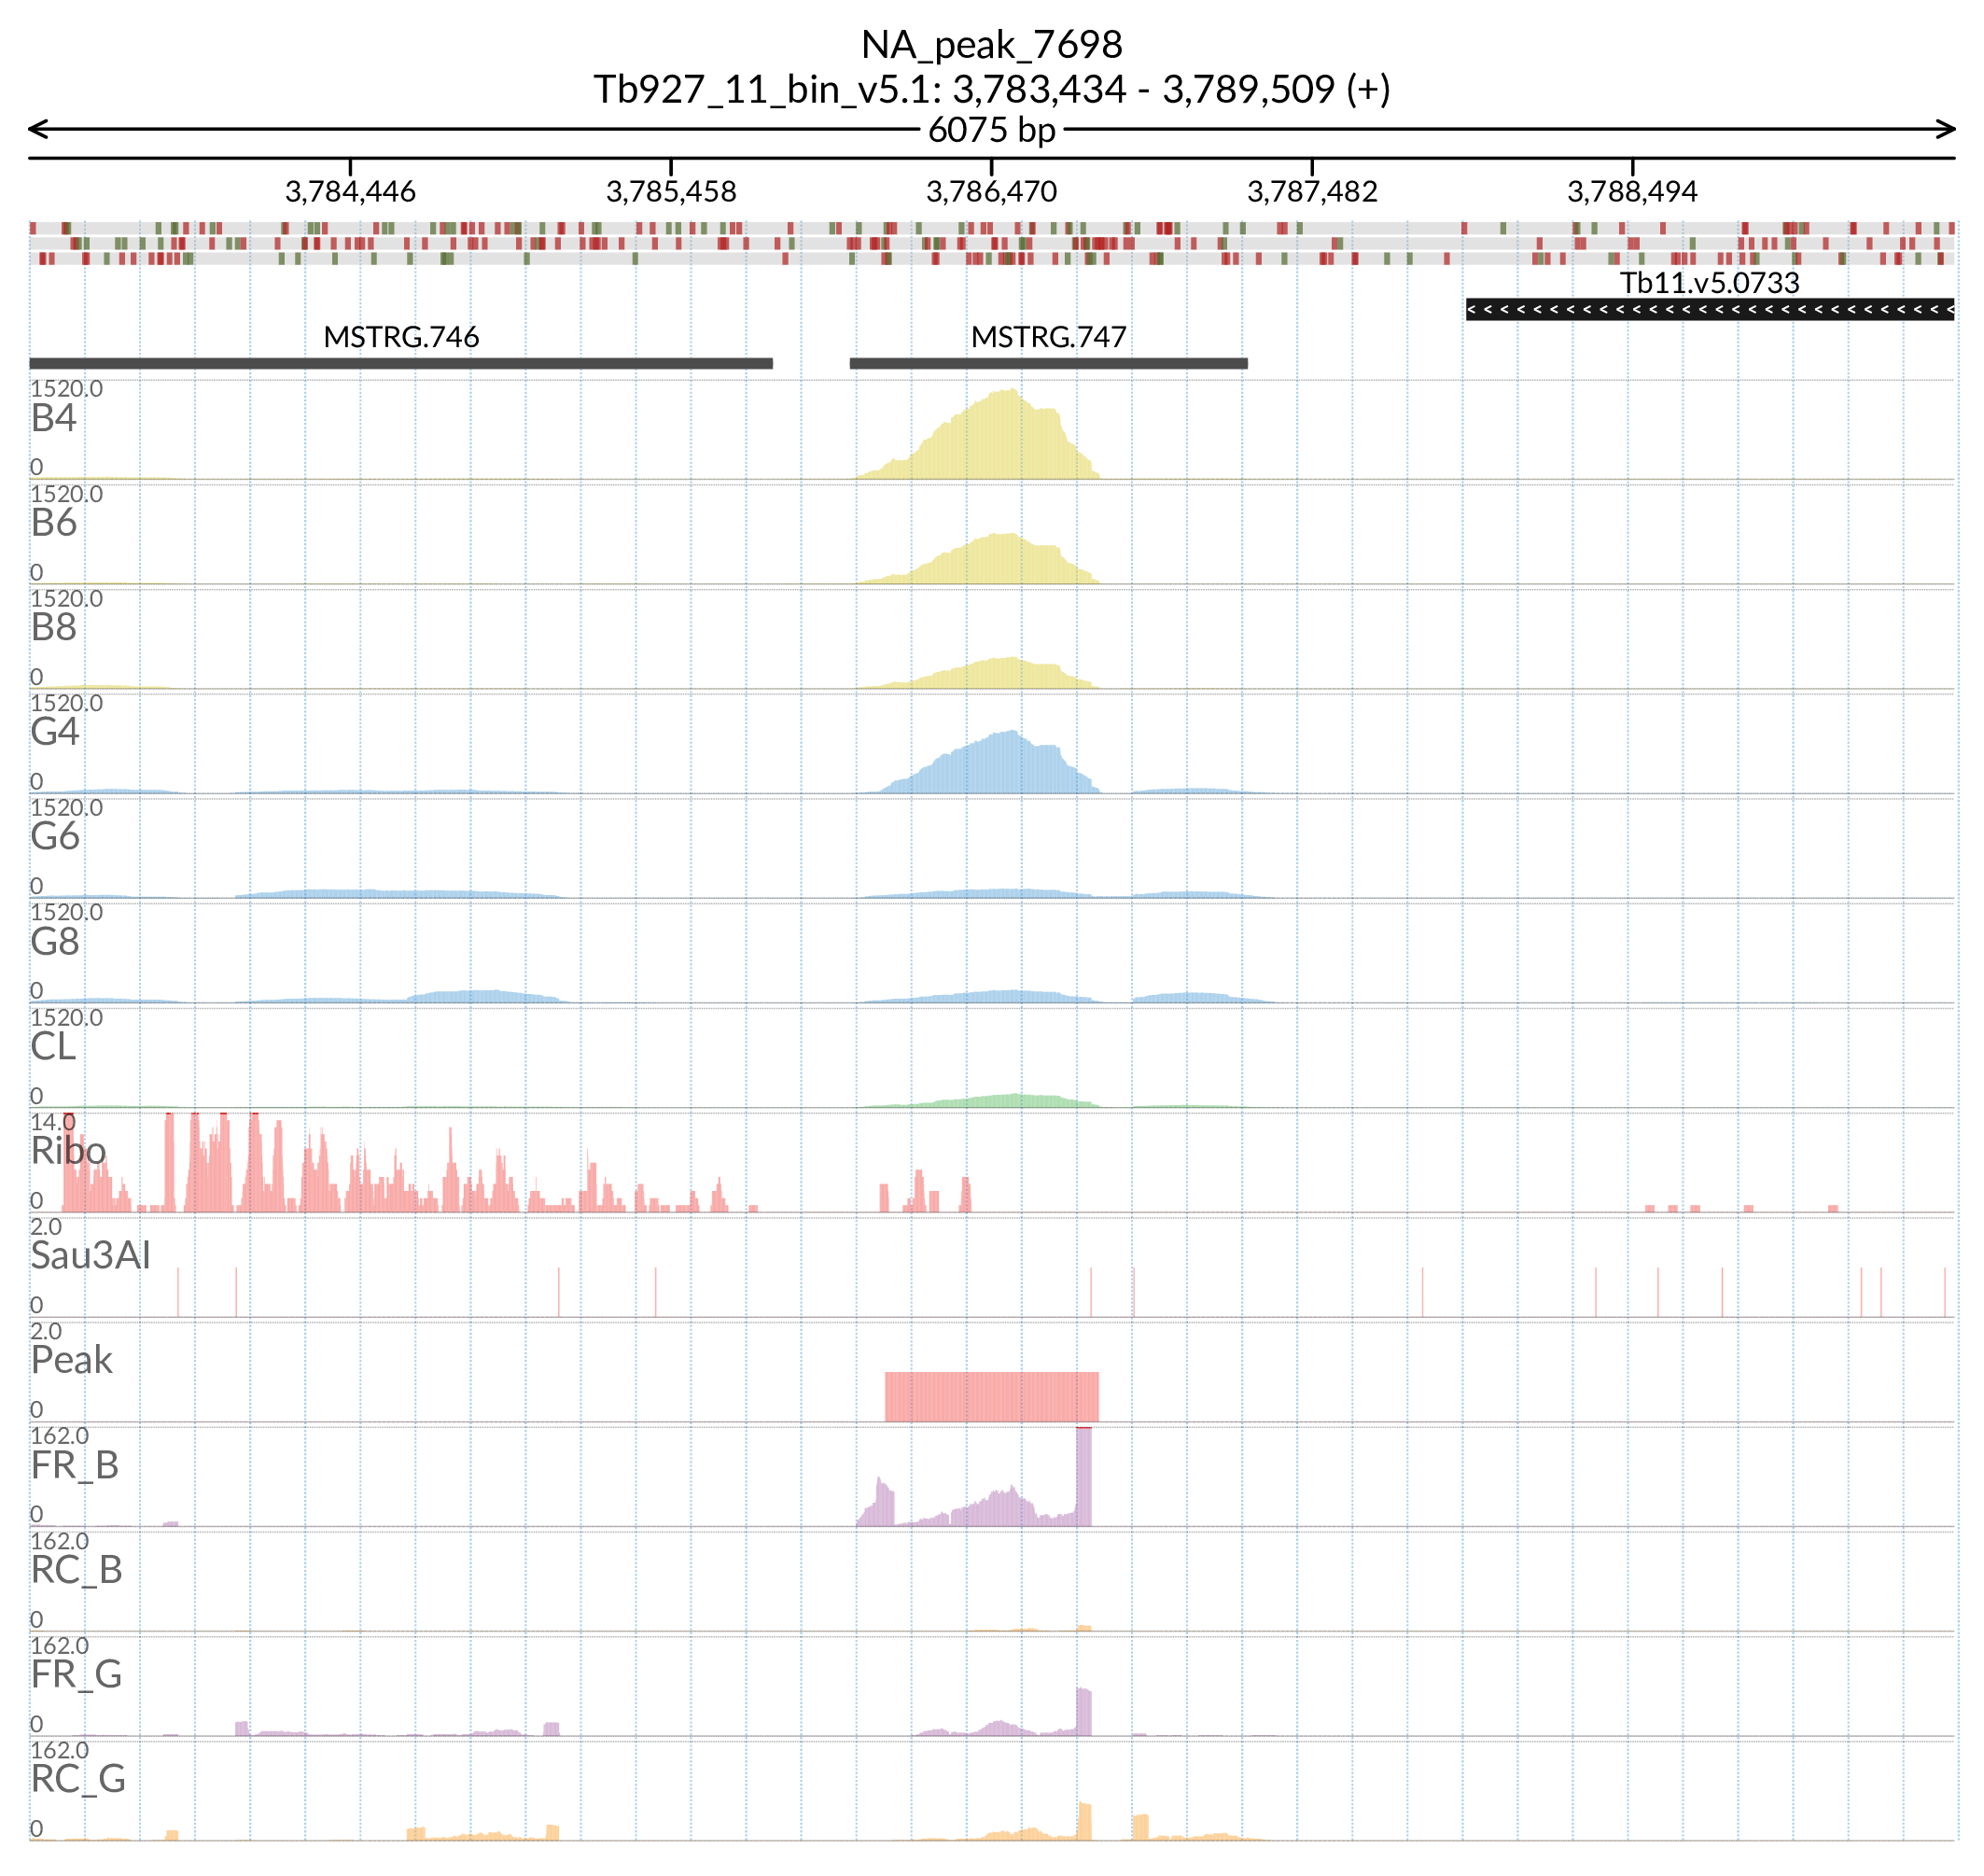 NA_peak_7698
Tb927_11_bin_v5.1: 3,783,434 - 3,789,509 (+)
6075 bp
3,784,446 3,785,458 3,786,470 3,787,482 3,788,494
Tb11.v5.0733
MSTRG.746 MSTRG.747
1520.0
B4
0
1520.0
B6
0
1520.0
B8
0
1520.0
G4
0
1520.0
G6
0
1520.0
G8
0
1520.0
CL
0
14.0
Ribo
0
2.0
Sau3AI
0
2.0
Peak
0
162.0
FR_B
0
162.0
RC_B
0
162.0
FR_G
0
162.0
RC_G
0